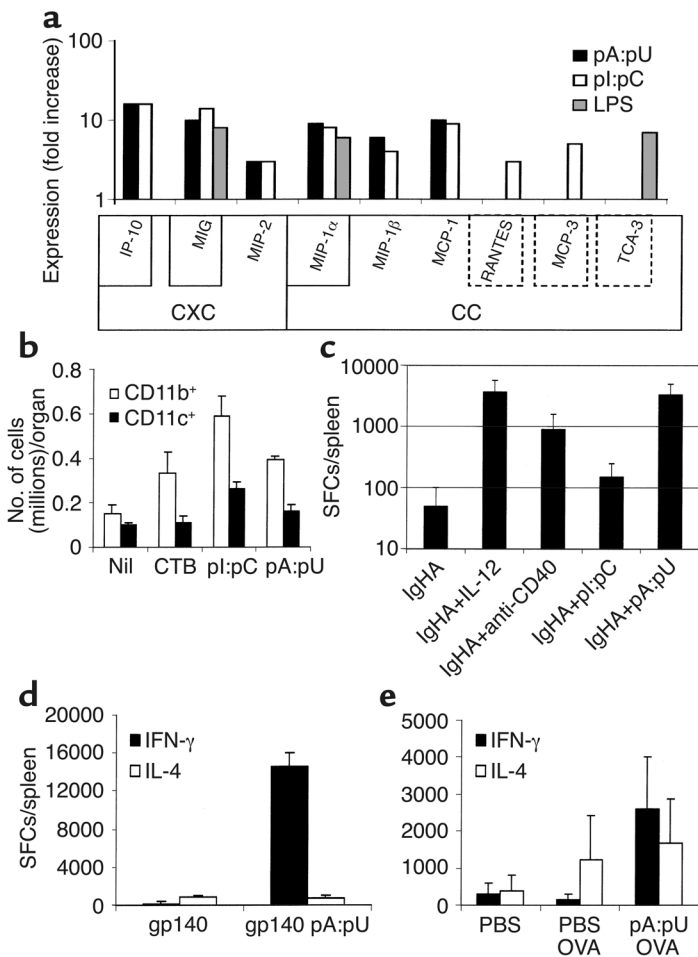 a
Expression (fold increase)
100
10
1
pA:pU
pI:pC
LPS
IP-10
MIG
MIP-2
MIP-1α
MIP-1β
MCP-1
RANTES
MCP-3
TCA-3
CXC
CC
b
No. of cells
(millions)/organ
0.8
0.6
0.4
0.2
0
CD11b⁺
CD11c⁺
Nil
CTB
pI:pC
pA:pU
c
SFCs/spleen
10000
1000
100
10
IgHA
IgHA+IL-12
IgHA+anti-CD40
IgHA+pI:pC
IgHA+pA:pU
d
SFCs/spleen
20000
16000
12000
8000
4000
0
IFN-γ
IL-4
gp140
gp140 pA:pU
e
5000
4000
3000
2000
1000
0
IFN-γ
IL-4
PBS
PBS
OVA
pA:pU
OVA